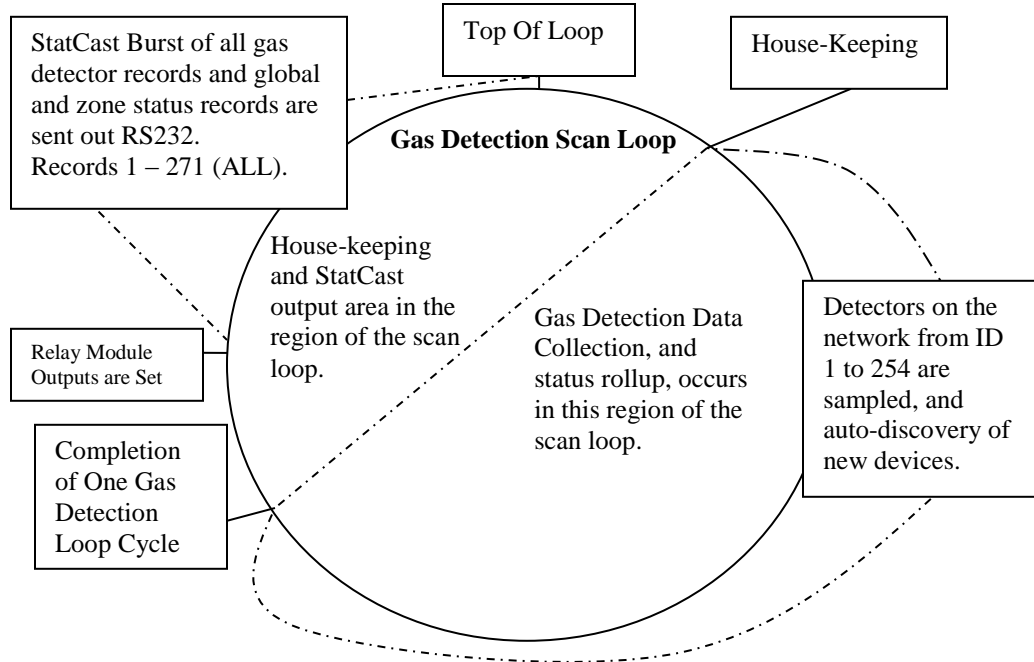 StatCast Burst of all gas
detector records and global
and zone status records are
sent out RS232.
Records 1 – 271 (ALL).
Top Of Loop
House-Keeping
Gas Detection Scan Loop
House-keeping
and StatCast
output area in the
region of the scan
loop.
Gas Detection Data
Collection, and
status rollup, occurs
in this region of the
scan loop.
Detectors on the
network from ID
1 to 254 are
sampled, and
auto-discovery of
new devices.
Relay Module
Outputs are Set
Completion
of One Gas
Detection
Loop Cycle